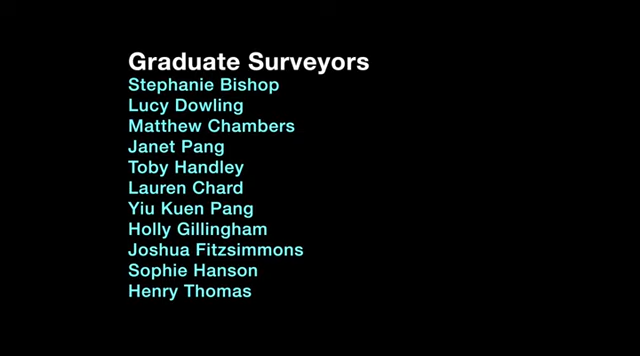 Graduate Surveyors
Stephanie Bishop
Lucy Dowling
Matthew Chambers
Janet Pang
Toby Handley
Lauren Chard
Yiu Kuen Pang
Holly Gillingham
Joshua Fitzsimmons
Sophie Hanson
Henry Thomas